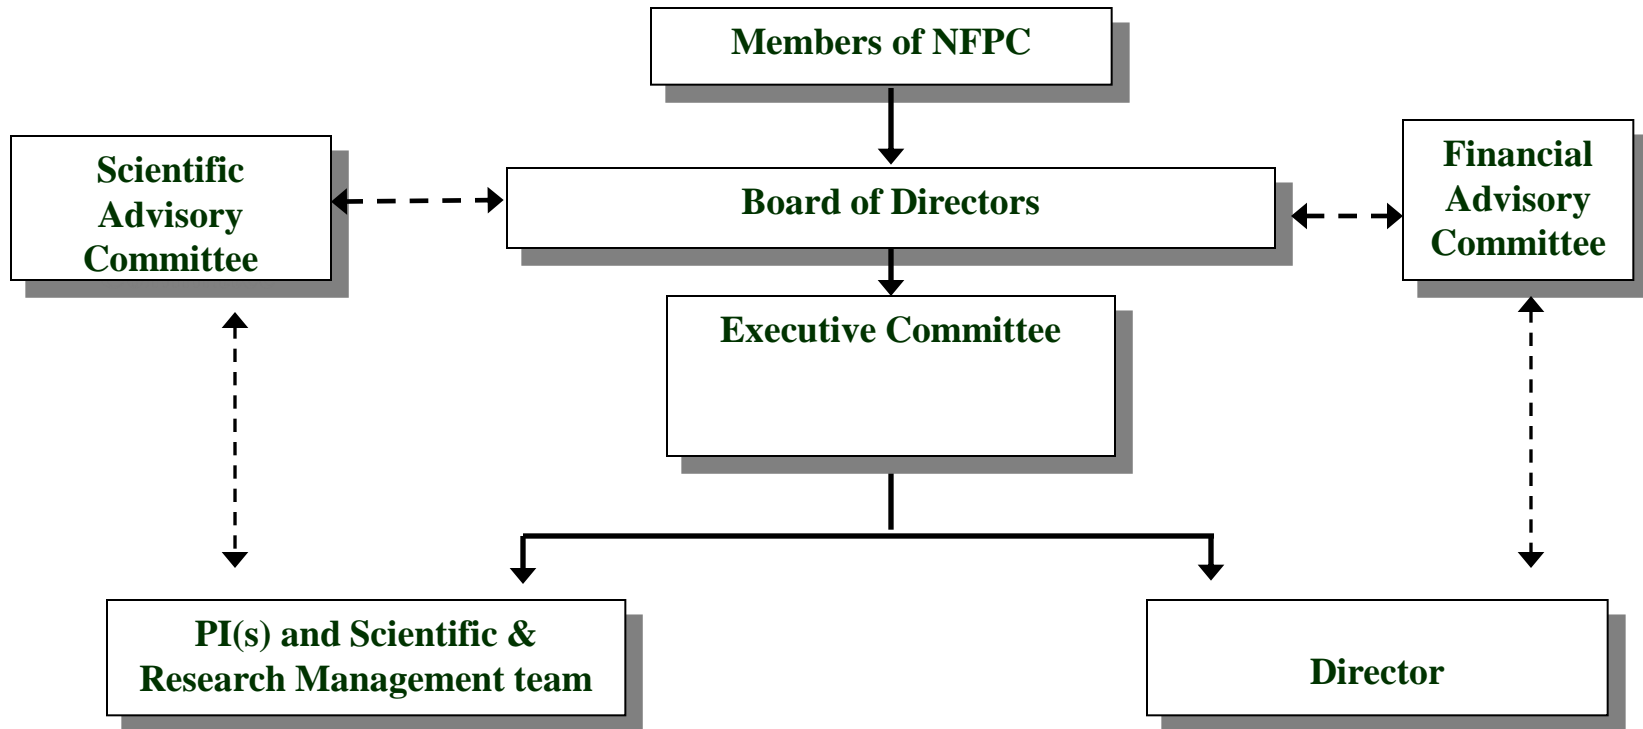 Members of NFPC
Scientific
Advisory
Committee
Board of Directors
Financial
Advisory
Committee
Executive Committee
PI(s) and Scientific &
Research Management team
Director